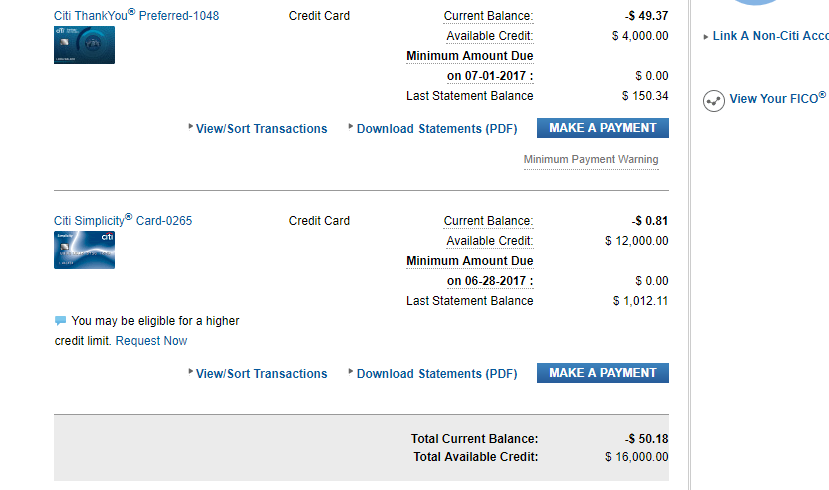 Citi ThankYou® Preferred-1048 Credit Card Current Balance: -$ 49.37
citi
Available Credit: $ 4,000.00
Minimum Amount Due
on 07-01-2017 : $ 0.00
Last Statement Balance $ 150.34
View/Sort Transactions Download Statements (PDF) MAKE A PAYMENT
Minimum Payment Warning
Link A Non-Citi Acco
View Your FICO®
Citi Simplicity® Card-0265 Credit Card Current Balance: -$ 0.81
Simplicity citi
Available Credit: $ 12,000.00
Minimum Amount Due
on 06-28-2017 : $ 0.00
Last Statement Balance $ 1,012.11
You may be eligible for a higher
credit limit. Request Now
View/Sort Transactions Download Statements (PDF) MAKE A PAYMENT
Total Current Balance: -$ 50.18
Total Available Credit: $ 16,000.00